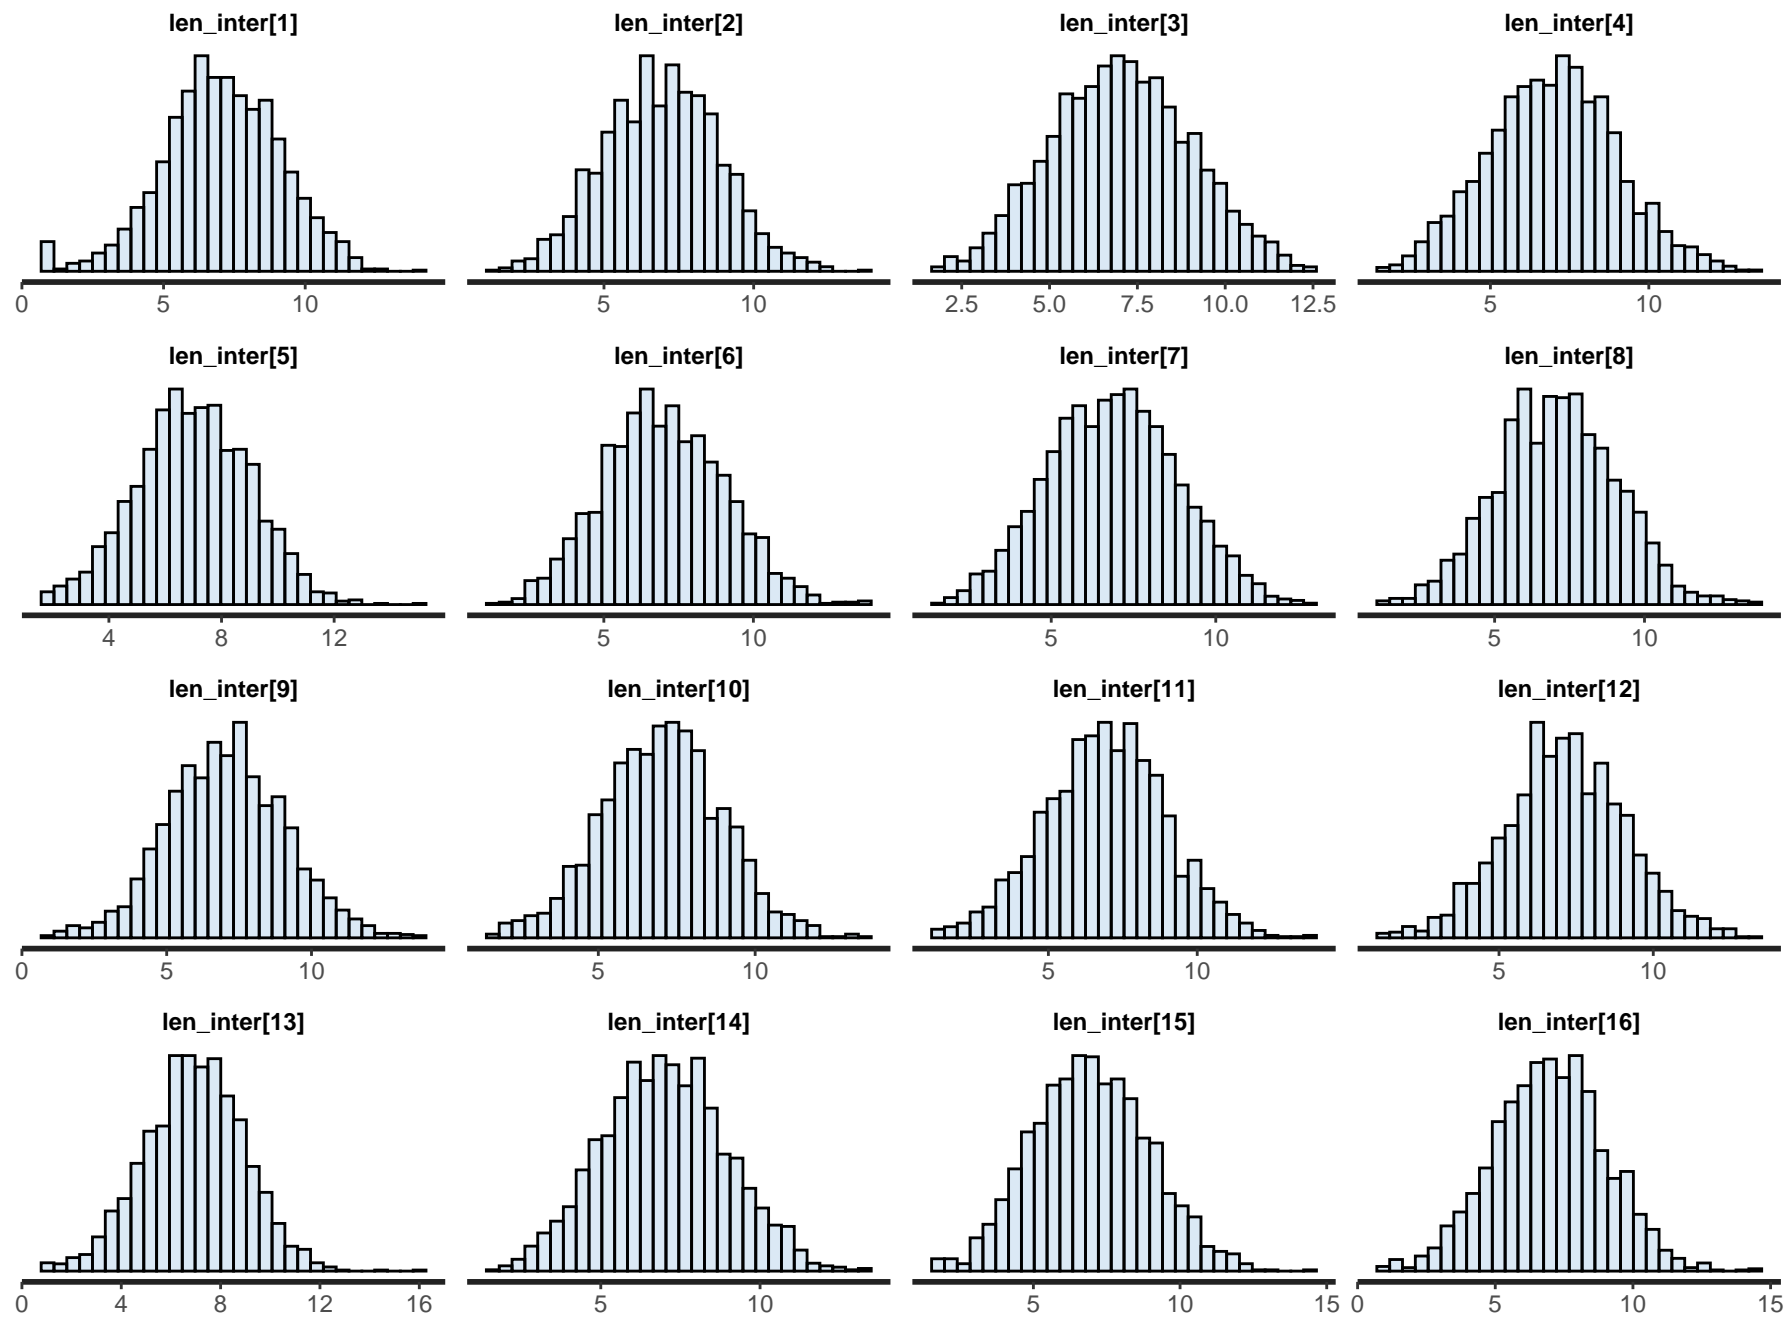 len_inter[1] len_inter[2] len_inter[3] len_inter[4]
0 5 10 5 10 2.5 5.0 7.5 10.0 12.5 5 10
len_inter[5] len_inter[6] len_inter[7] len_inter[8]
4 8 12 5 10 5 10 5 10
len_inter[9] len_inter[10] len_inter[11] len_inter[12]
0 5 10 5 10 5 10 5 10
len_inter[13] len_inter[14] len_inter[15] len_inter[16]
0 4 8 12 16 5 10 5 10 15 0 5 10 15